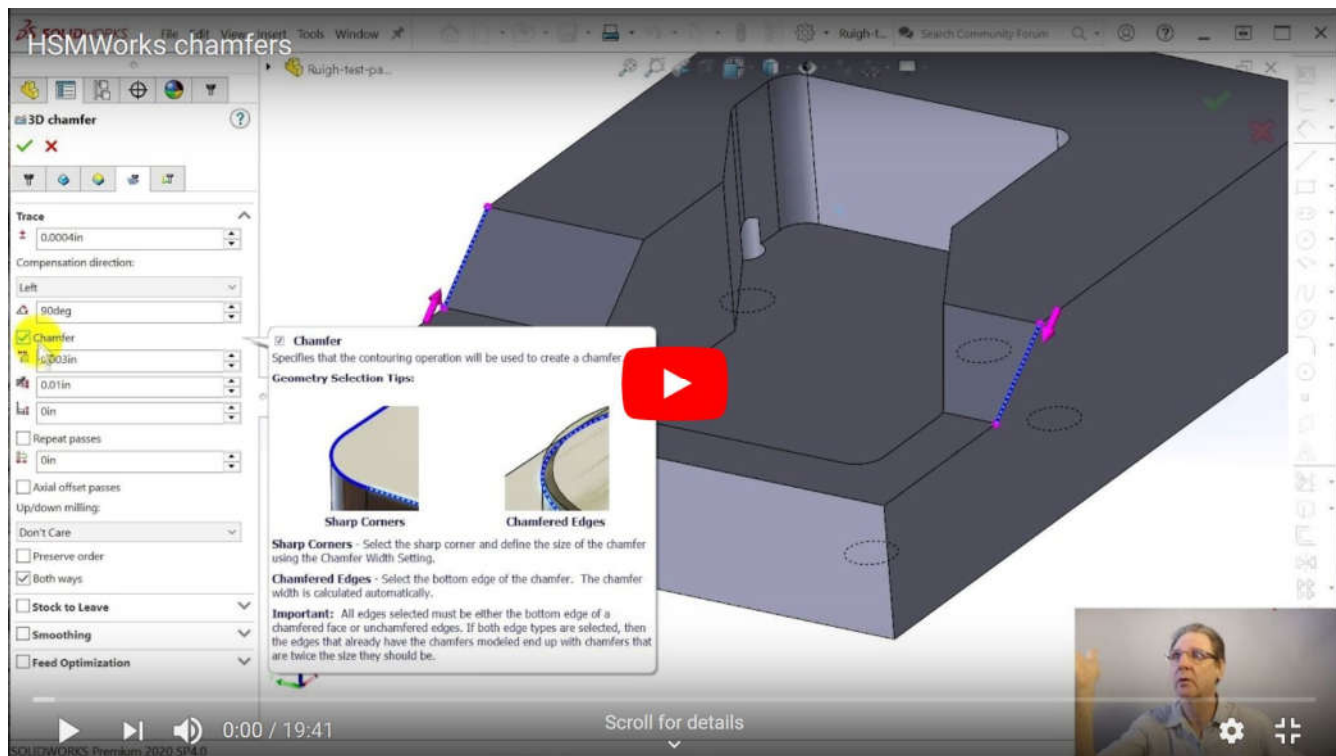 SOLIDWORKS File Edit View Insert Tools Window
Ruigh-t...
Search Community Forum
HSMWorks chamfers
Ruigh-test-pa...
3D chamfer
Trace
0.0004in
Compensation direction:
Left
90deg
Chamfer
0.01in
0in
Repeat passes
0in
Axial offset passes
Up/down milling:
Don't Care
Preserve order
Both ways
Stock to Leave
Smoothing
Feed Optimization
Chamfer
Specifies that the contouring operation will be used to create a chamfer.
Geometry Selection Tips:
Sharp Corners
Chamfered Edges
Sharp Corners - Select the sharp corner and define the size of the chamfer
using the Chamfer Width Setting.
Chamfered Edges - Select the bottom edge of the chamfer. The chamfer
width is calculated automatically.
Important: All edges selected must be either the bottom edge of a
chamfered face or unchamfered edges. If both edge types are selected, then
the edges that already have the chamfers modeled end up with chamfers that
are twice the size they should be.
0:00 / 19:41
Scroll for details
SOLIDWORKS Premium 2020 SP4.0